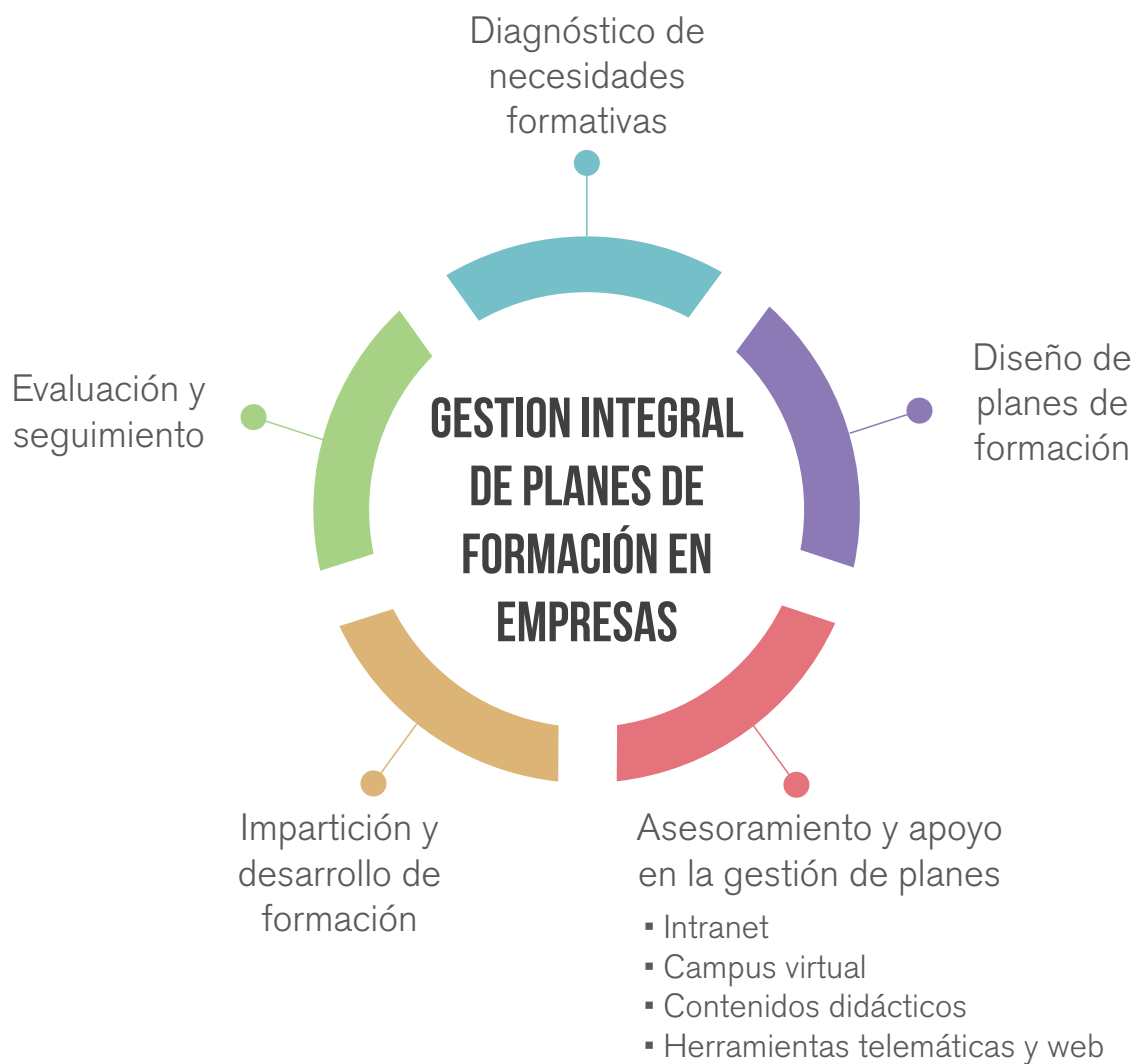 Diagnóstico de
necesidades
formativas
Diseño de
planes de
formación
Evaluación y
seguimiento
GESTION INTEGRAL
DE PLANES DE
FORMACIÓN EN
EMPRESAS
Impartición y
desarrollo de
formación
Asesoramiento y apoyo
en la gestión de planes
▪ Intranet
▪ Campus virtual
▪ Contenidos didácticos
▪ Herramientas telemáticas y web